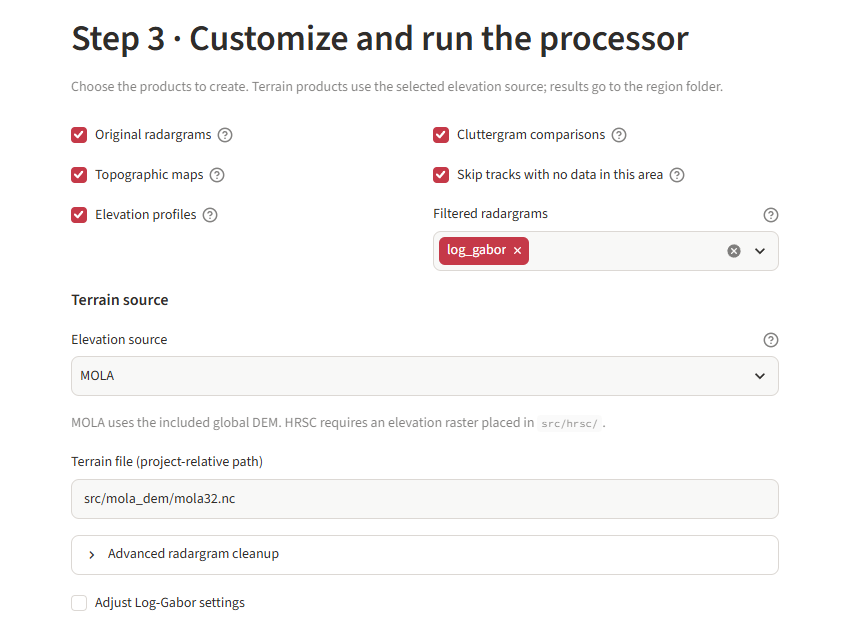 Step 3 · Customize and run the processor
Choose the products to create. Terrain products use the selected elevation source; results go to the region folder.
Original radargrams
Cluttergram comparisons
Topographic maps
Skip tracks with no data in this area
Elevation profiles
Filtered radargrams
log_gabor ×
Terrain source
Elevation source
MOLA
MOLA uses the included global DEM. HRSC requires an elevation raster placed in src/hrsc/ .
Terrain file (project-relative path)
src/mola_dem/mola32.nc
Advanced radargram cleanup
Adjust Log-Gabor settings